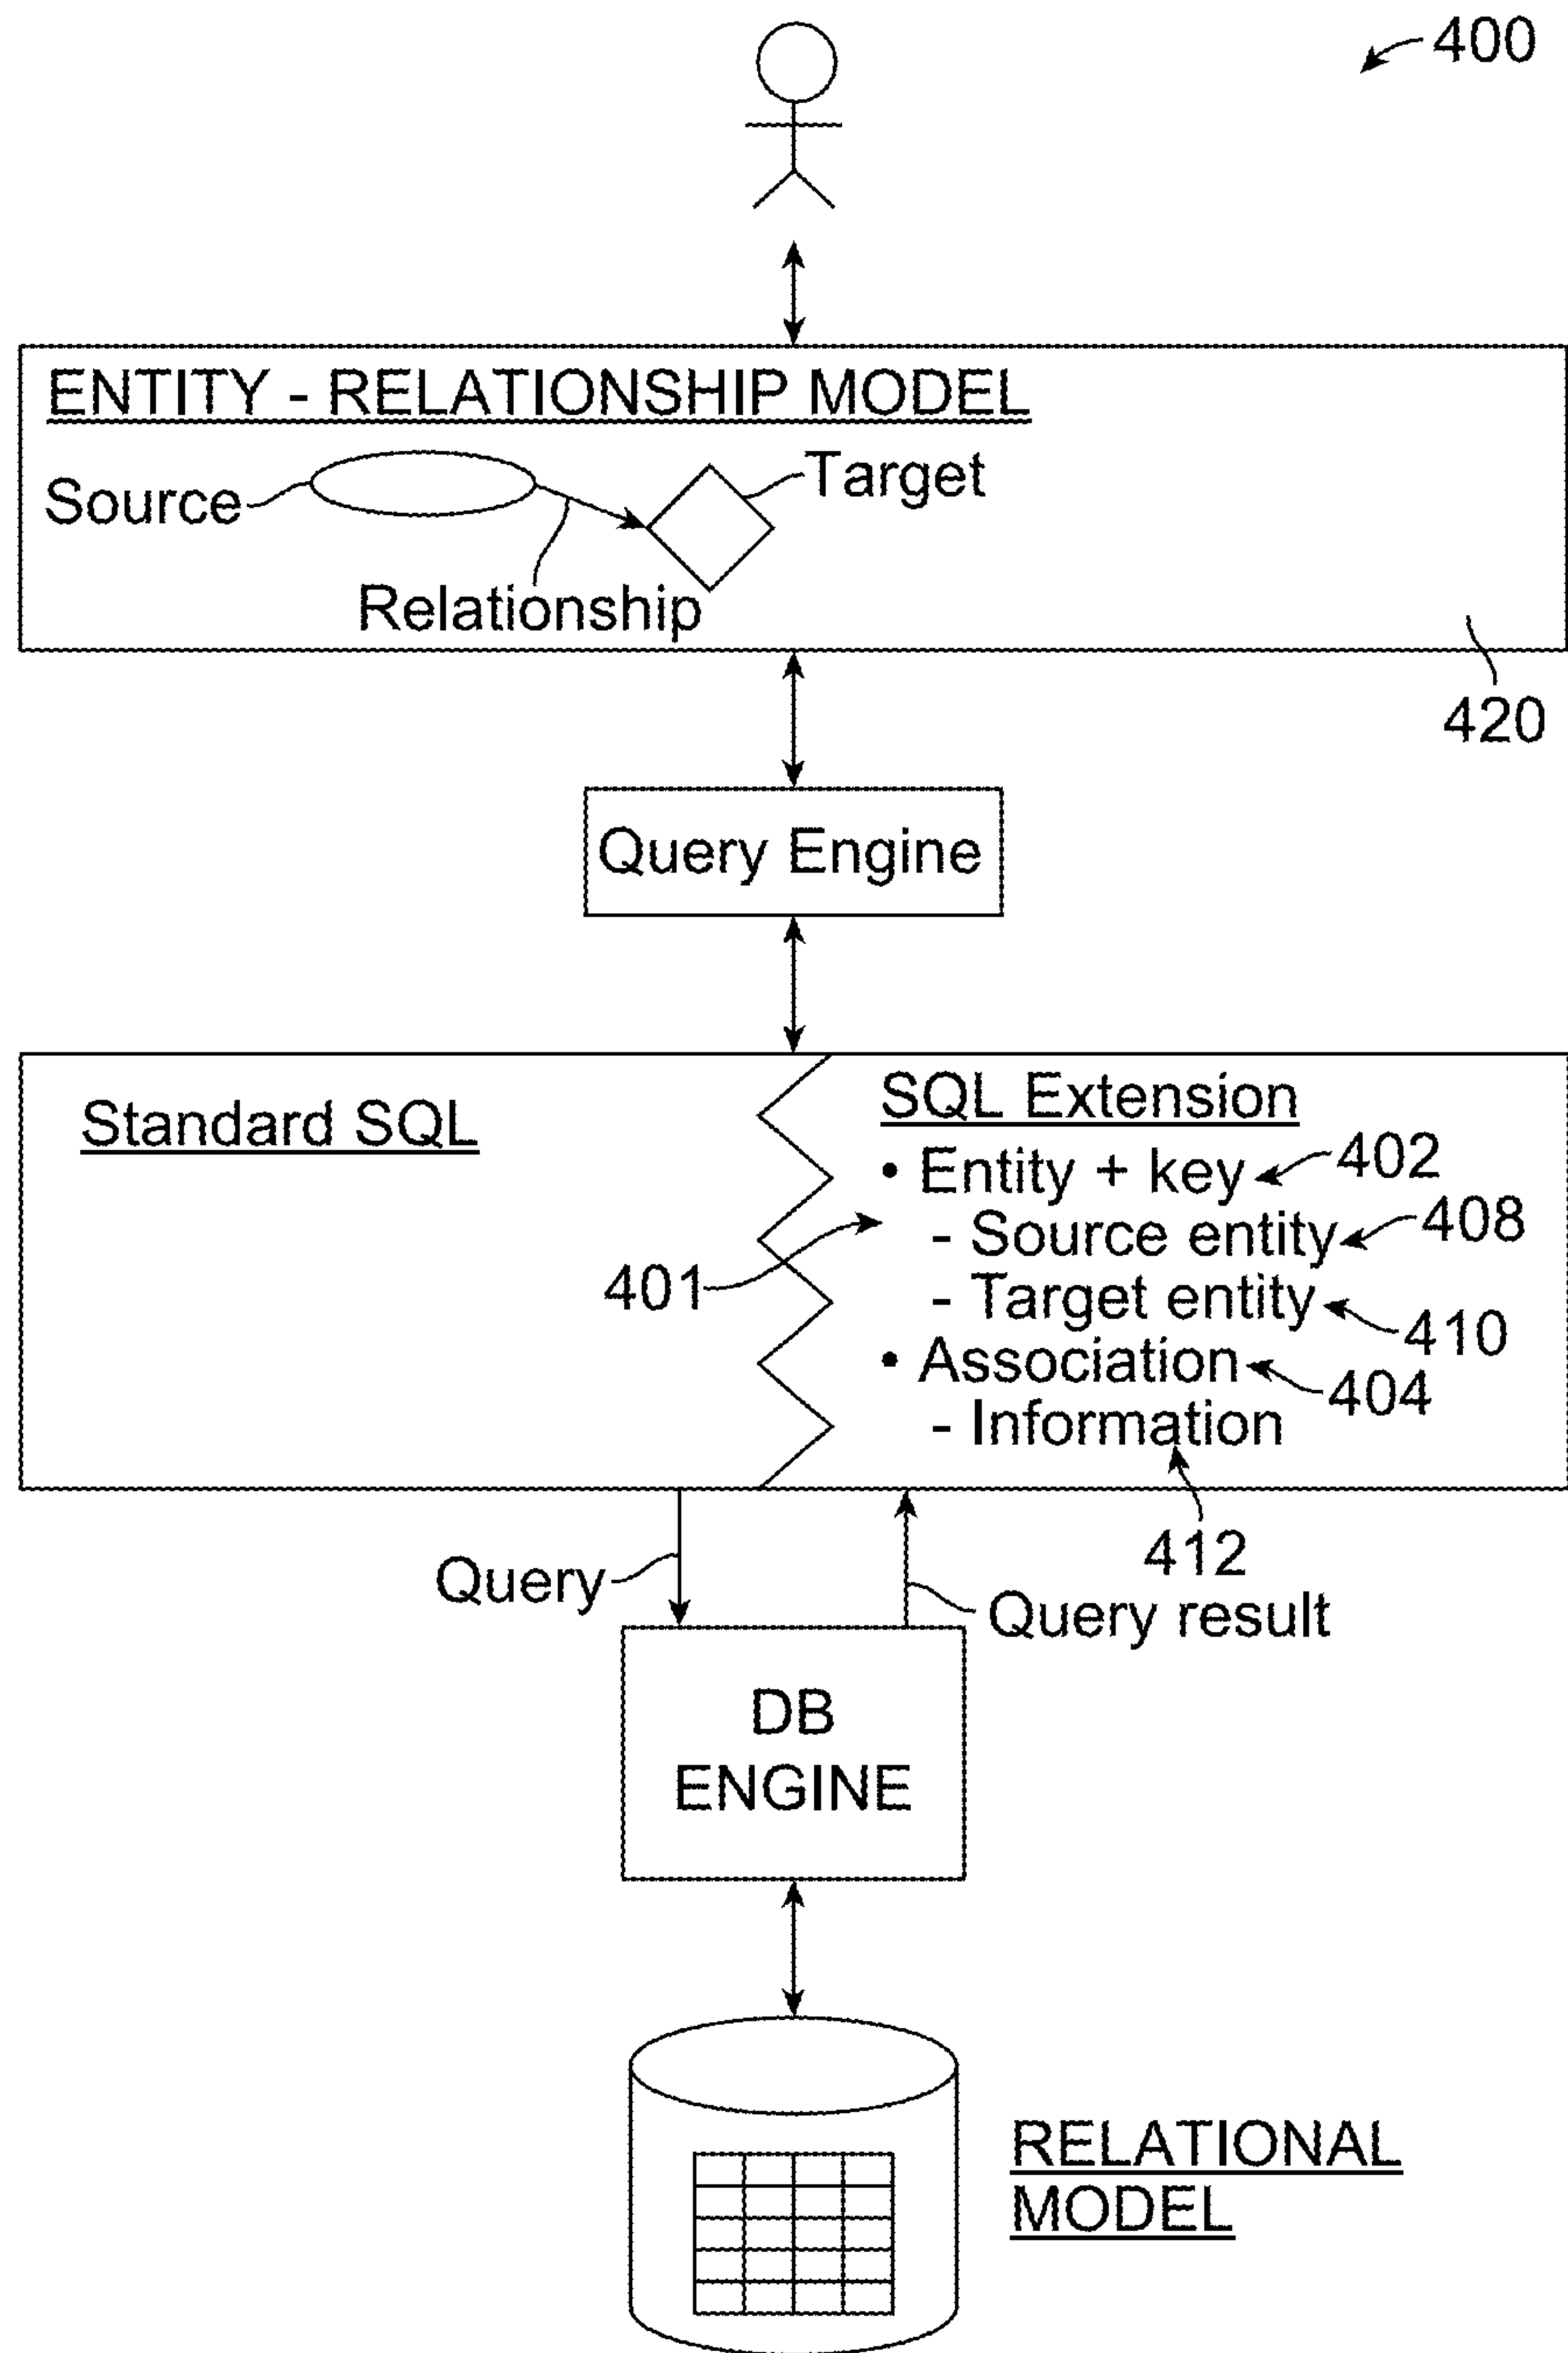 400
ENTITY - RELATIONSHIP MODEL
Source
Target
Relationship
420
Query Engine
Standard SQL
SQL Extension
• Entity + key
402
- Source entity
408
401
- Target entity
410
• Association
404
- Information
412
Query
Query result
DB
ENGINE
RELATIONAL
MODEL